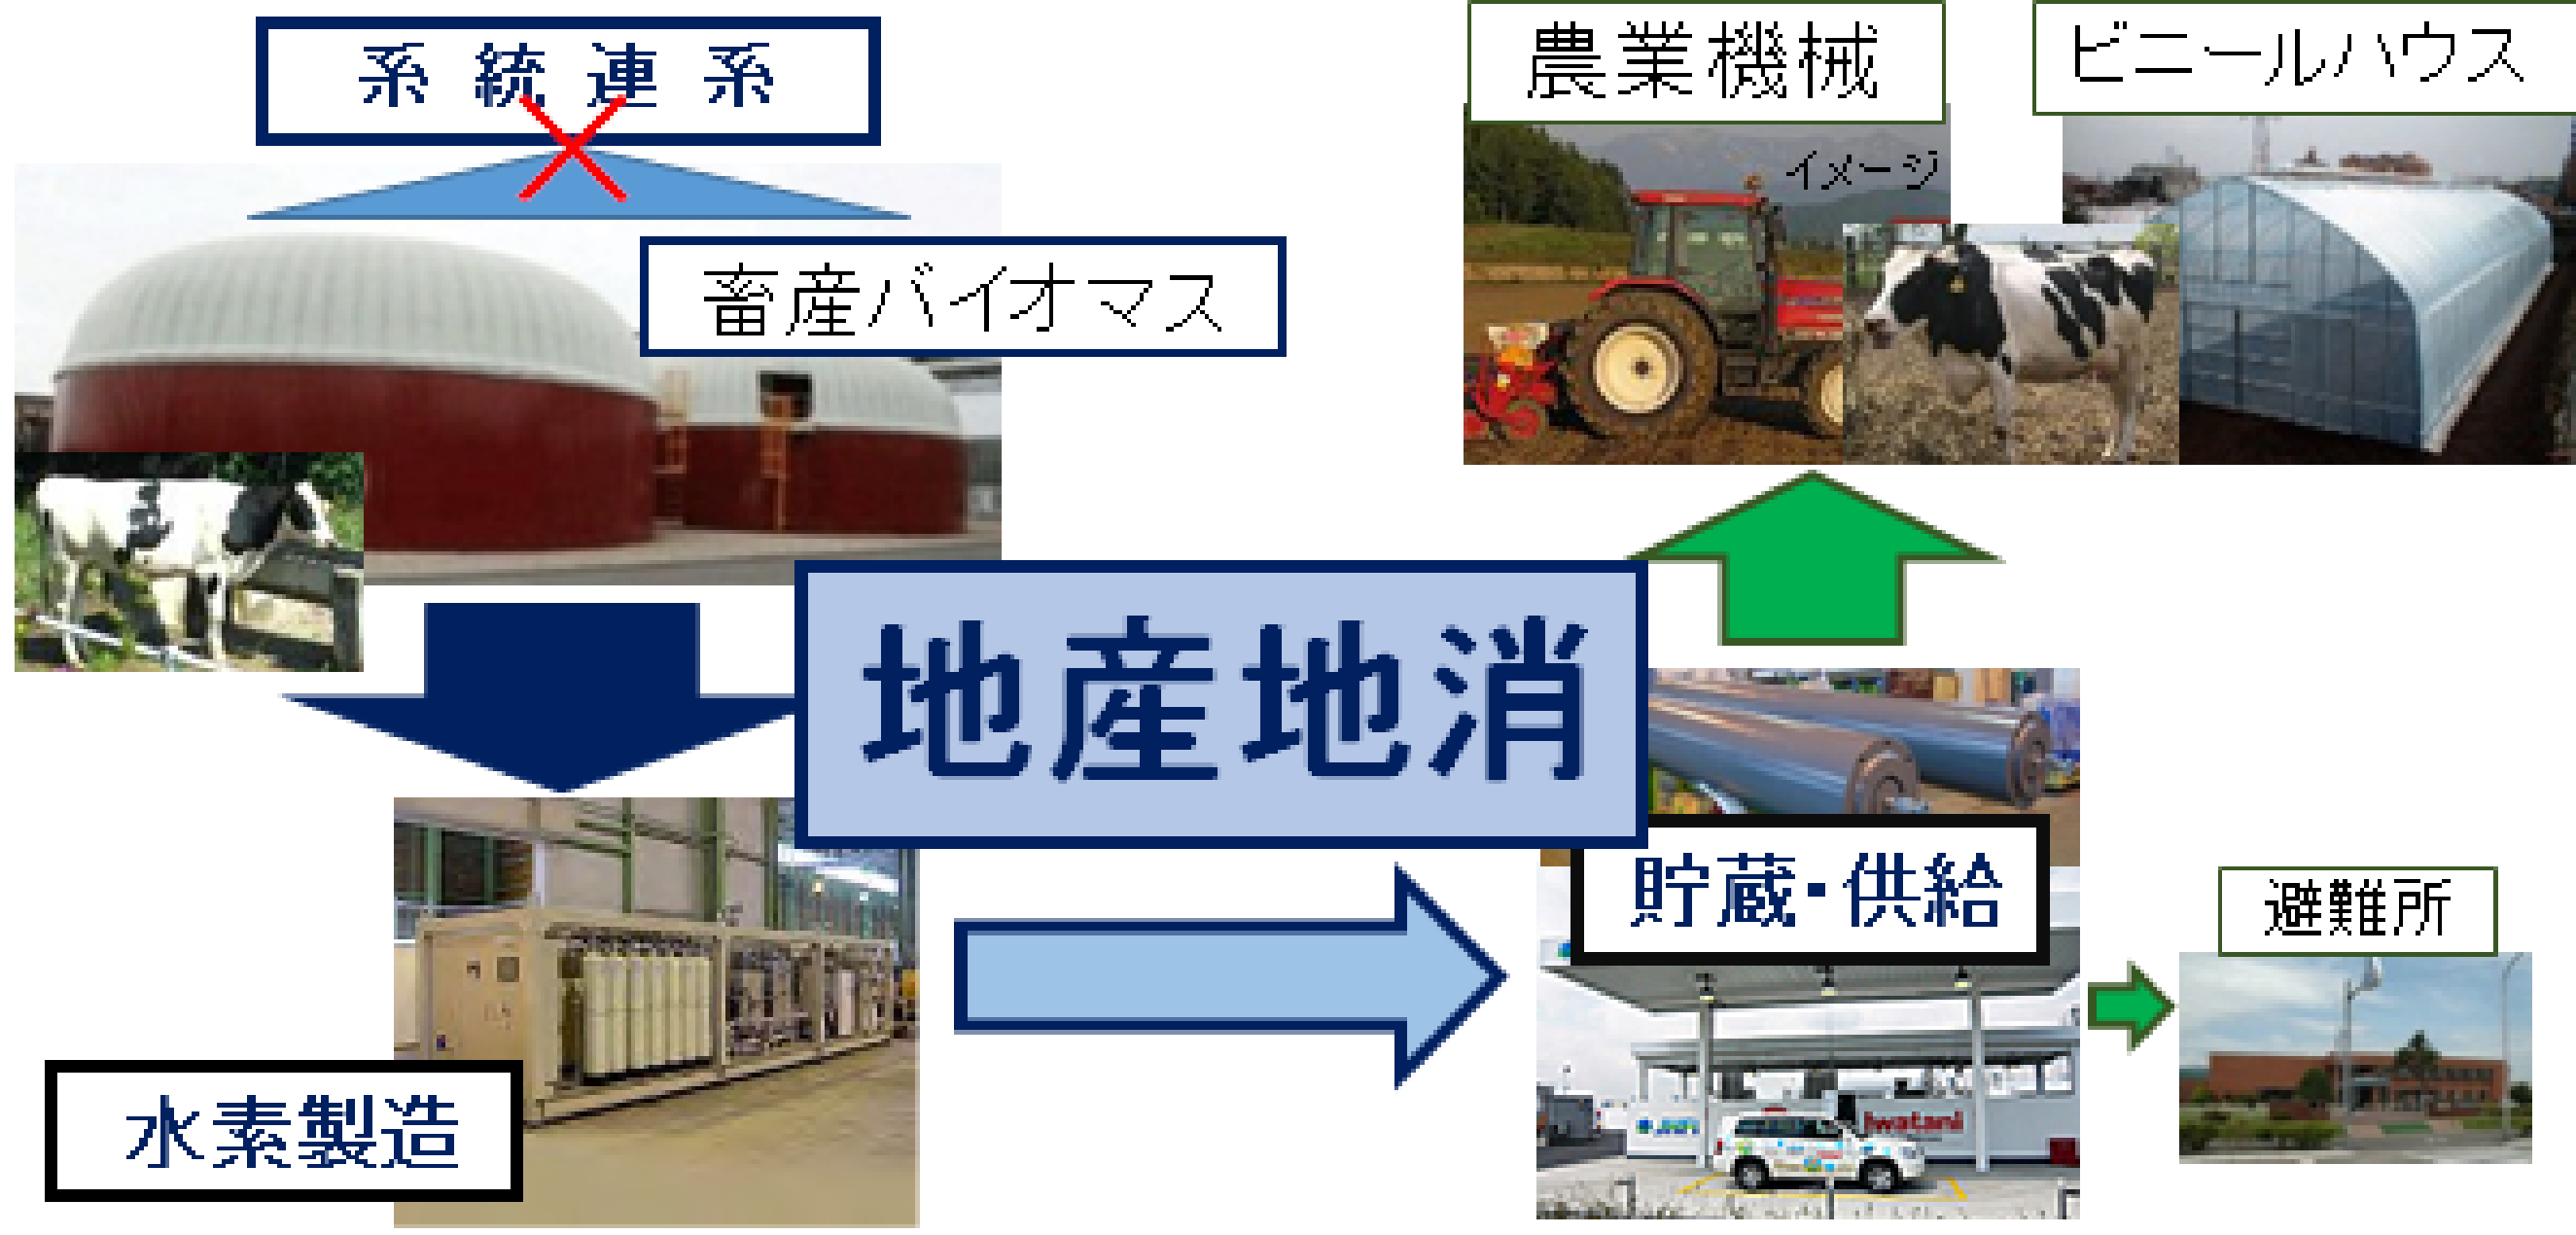 系統連系
畜産バイオマス
農業機械
イメージ
ビニールハウス
地産地消
水素製造
貯蔵・供給
Iwatani
避難所